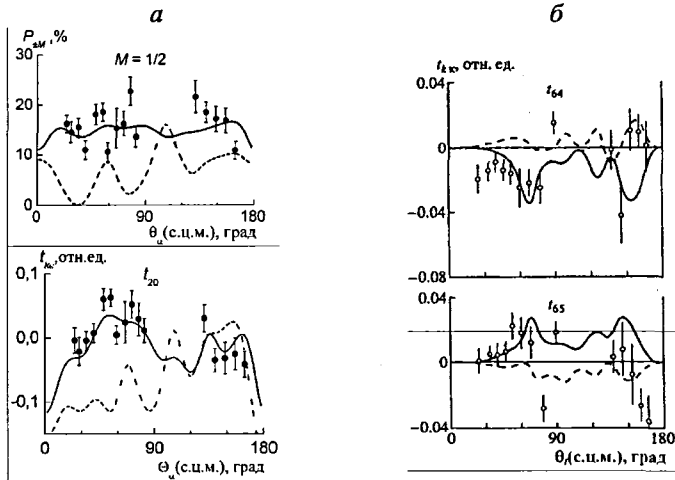 а
б
P±M, %
M = 1/2
30
20
10
0
0
90
180
θα(с.ц.м.), град
tkκ, отн.ед.
t20
0,1
0,0
-0,1
0
90
180
Θα(с.ц.м.), град
tkκ, отн. ед.
0.04
t64
0
-0.04
-0.08
0.04
t65
0
-0.04
0
90
180
θf(с.ц.м.), град